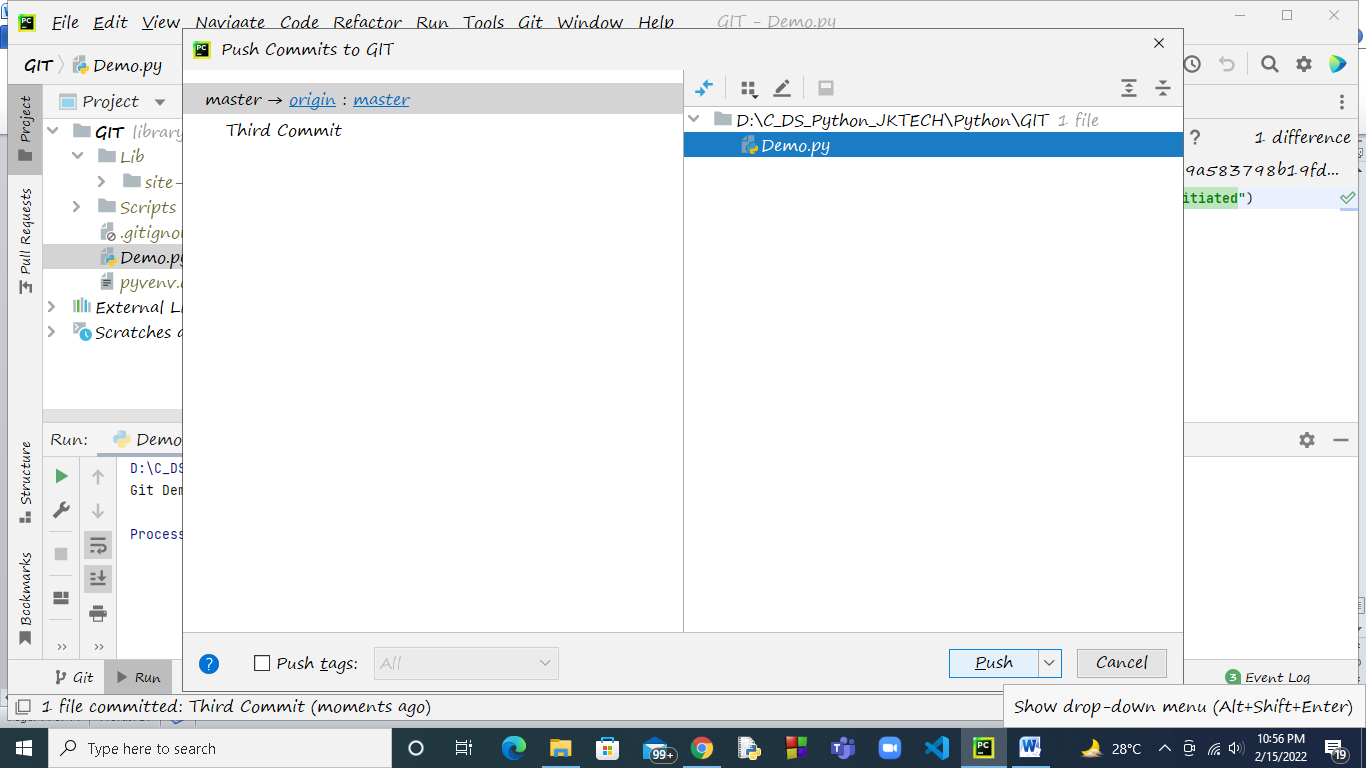 File Edit View Navigate Code Refactor Run Tools Git Window Help GIT - Demo.py
Push Commits to GIT
GIT Demo.py
Project
master → origin : master
Third Commit
D:\C_DS_Python_JKTECH\Python\GIT 1 file
Demo.py
Project
Pull Requests
Structure
Bookmarks
GIT library
Lib
site-
Scripts
.gitigno
Demo.py
pyvenv.
External Li
Scratches a
? 1 difference
9a583798b19fd...
itiated")
Run: Demo
D:\C_DS
Git Dem
Process
? Push tags: All
Push Cancel
Git Run
3 Event Log
1 file committed: Third Commit (moments ago)
Show drop-down menu (Alt+Shift+Enter)
Type here to search
99+
28°C
10:56 PM
2/15/2022
19